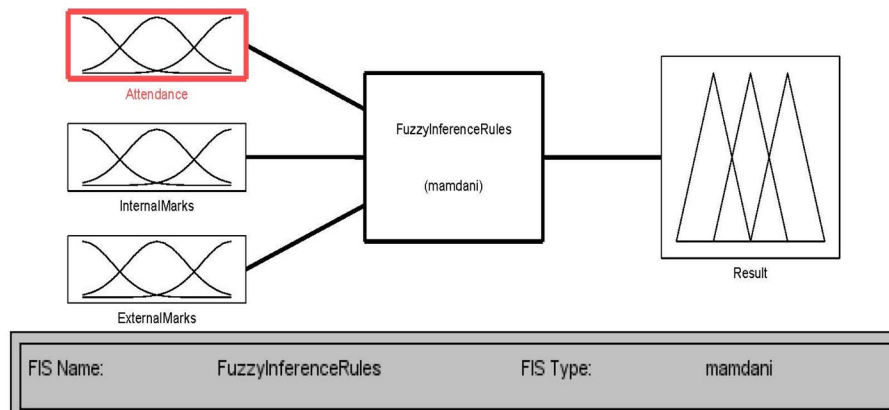 Attendance
InternalMarks
ExternalMarks
FuzzyInferenceRules
(mamdani)
Result
FIS Name: FuzzyInferenceRules FIS Type: mamdani